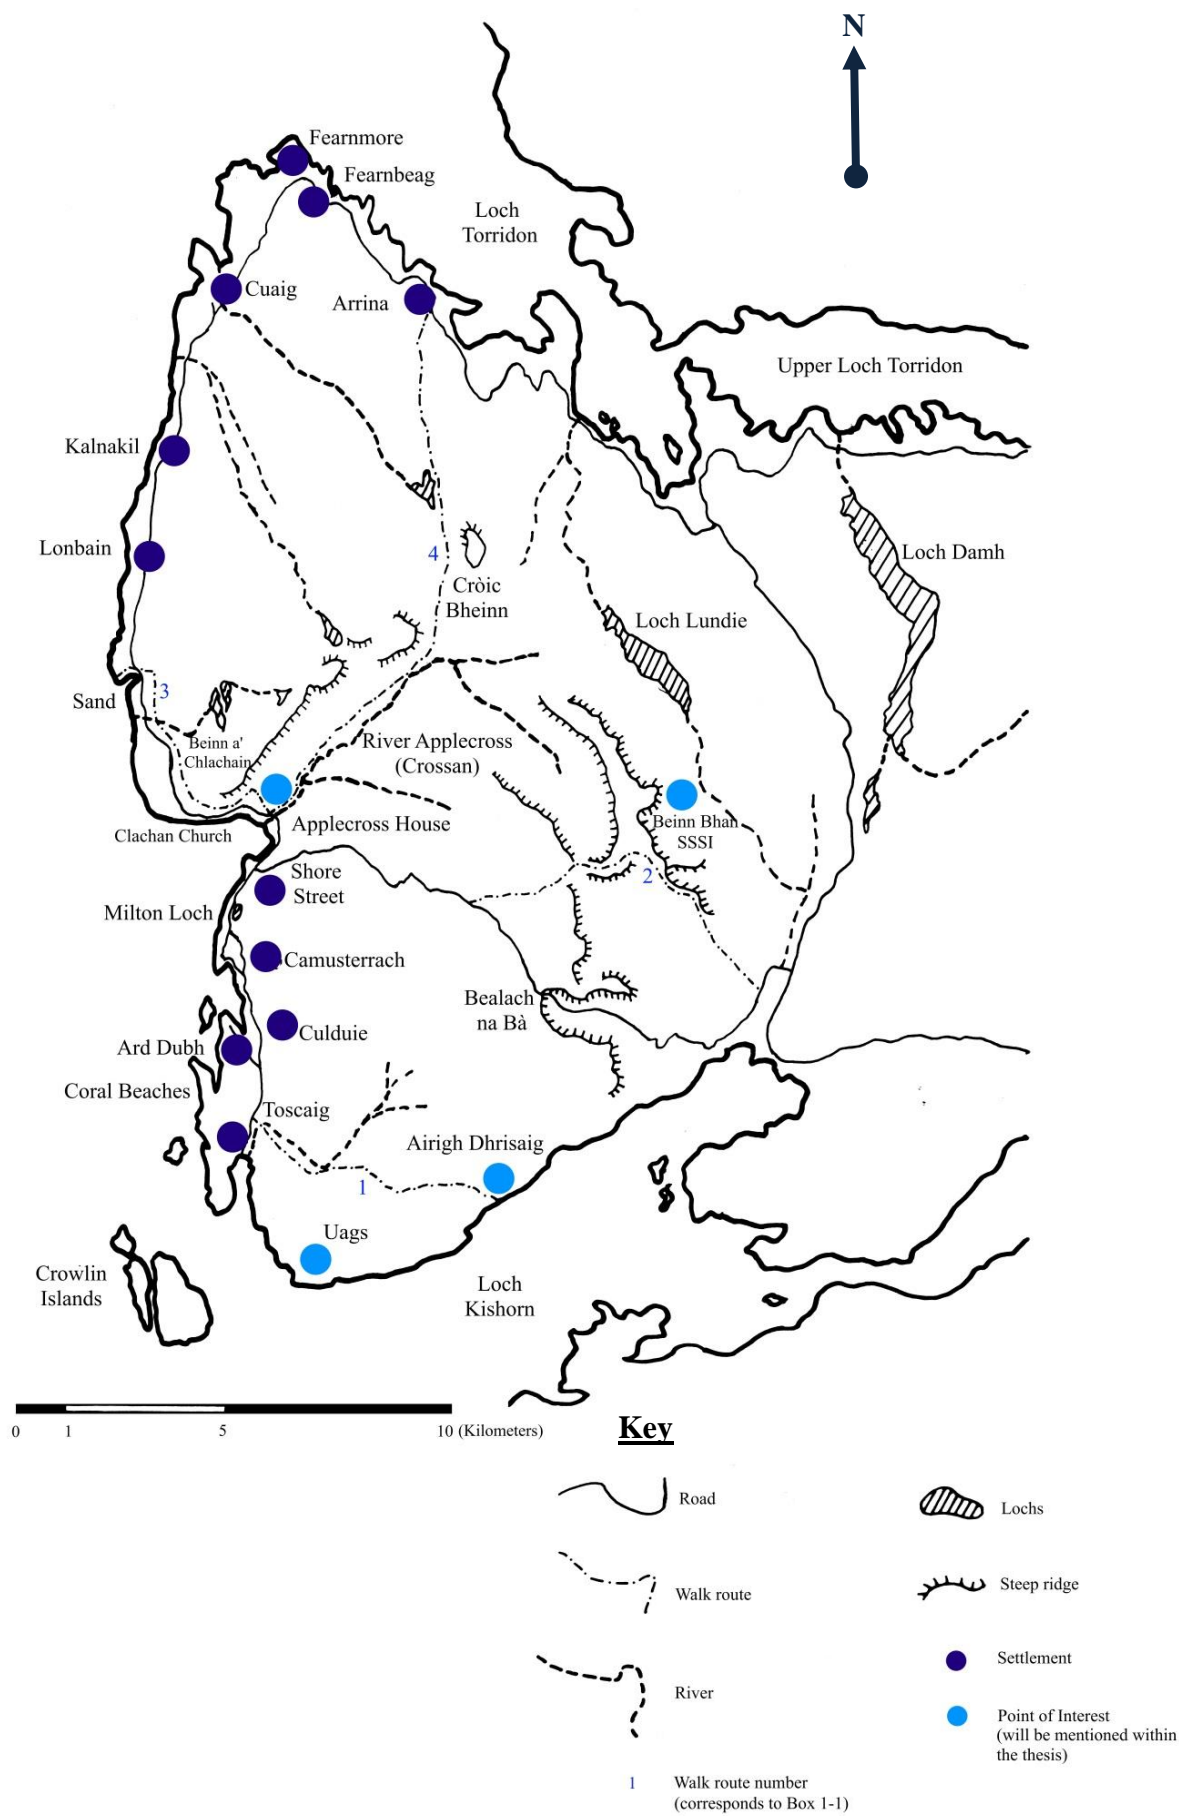 N
Fearnmore
Fearnbeag
Loch
Torridon
Cuaig
Arrina
Upper Loch Torridon
Kalnakil
Lonbain
4
Cròic
Bheinn
Loch Damh
Loch Lundie
3
Sand
Beinn a'
Chlachain
River Applecross
(Crossan)
Clachan Church
Applecross House
Beinn Bhan
SSSI
2
Shore
Street
Milton Loch
Camusterrach
Bealach
na Bà
Culduie
Ard Dubh
Coral Beaches
Toscaig
Airigh Dhrisaig
1
Uags
Crowlin
Islands
Loch
Kishorn
0 1 5 10 (Kilometers)
Key
Road
Lochs
Walk route
Steep ridge
River
Settlement
Point of Interest
(will be mentioned within
the thesis)
1 Walk route number
(corresponds to Box 1-1)